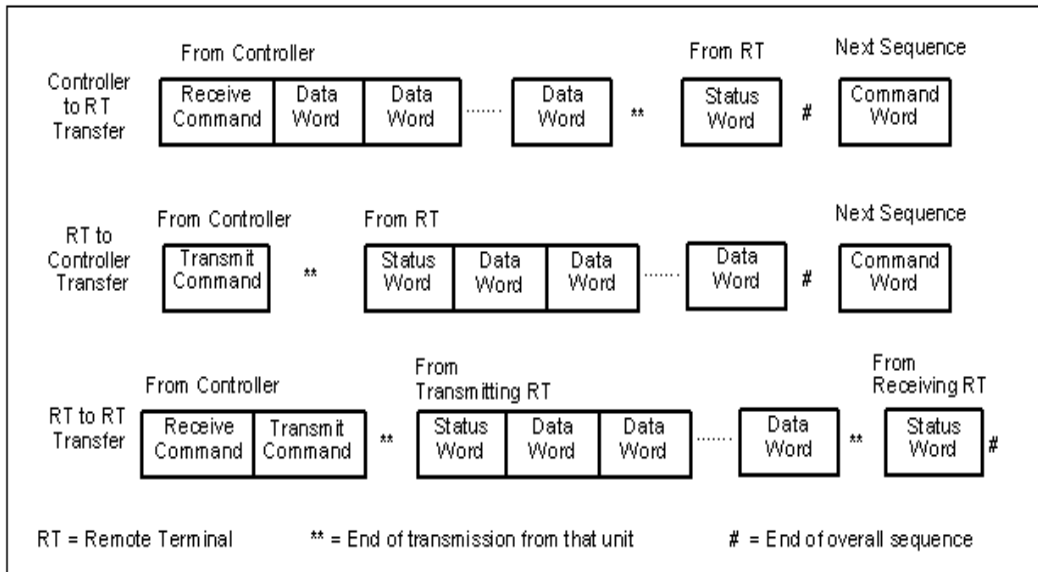 From Controller
From RT
Next Sequence
Controller
to RT
Transfer
Receive
Command
Data
Word
Data
Word
.......
Data
Word
**
Status
Word
#
Command
Word
From Controller
From RT
Next Sequence
RT to
Controller
Transfer
Transmit
Command
**
Status
Word
Data
Word
Data
Word
.......
Data
Word
#
Command
Word
From Controller
From
Transmitting RT
From
Receiving RT
RT to RT
Transfer
Receive
Command
Transmit
Command
**
Status
Word
Data
Word
Data
Word
.......
Data
Word
**
Status
Word
#
RT = Remote Terminal
** = End of transmission from that unit
# = End of overall sequence